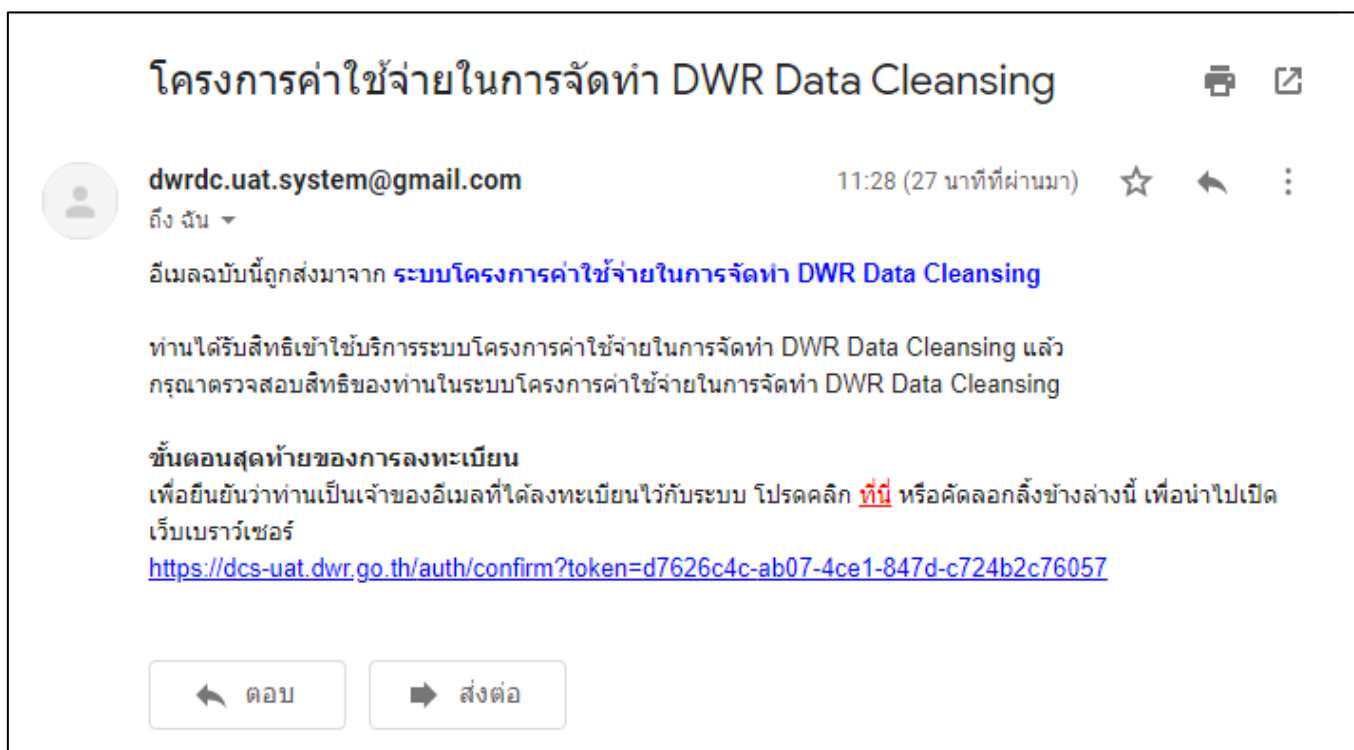 โครงการค่าใช้จ่ายในการจัดทำ DWR Data Cleansing
dwrdc.uat.system@gmail.com
11:28 (27 นาทีที่ผ่านมา)
ถึง ฉัน
อีเมลฉบับนี้ถูกส่งมาจาก ระบบโครงการค่าใช้จ่ายในการจัดทำ DWR Data Cleansing
ท่านได้รับสิทธิเข้าใช้บริการระบบโครงการค่าใช้จ่ายในการจัดทำ DWR Data Cleansing แล้ว
กรุณาตรวจสอบสิทธิของท่านในระบบโครงการค่าใช้จ่ายในการจัดทำ DWR Data Cleansing
ขั้นตอนสุดท้ายของการลงทะเบียน
เพื่อยืนยันว่าท่านเป็นเจ้าของอีเมลที่ได้ลงทะเบียนไว้กับระบบ โปรดคลิก ที่นี่ หรือคัดลอกลิ้งข้างล่างนี้ เพื่อนำไปเปิด
เว็บเบราว์เซอร์
https://dcs-uat.dwr.go.th/auth/confirm?token=d7626c4c-ab07-4ce1-847d-c724b2c76057
ตอบ
ส่งต่อ